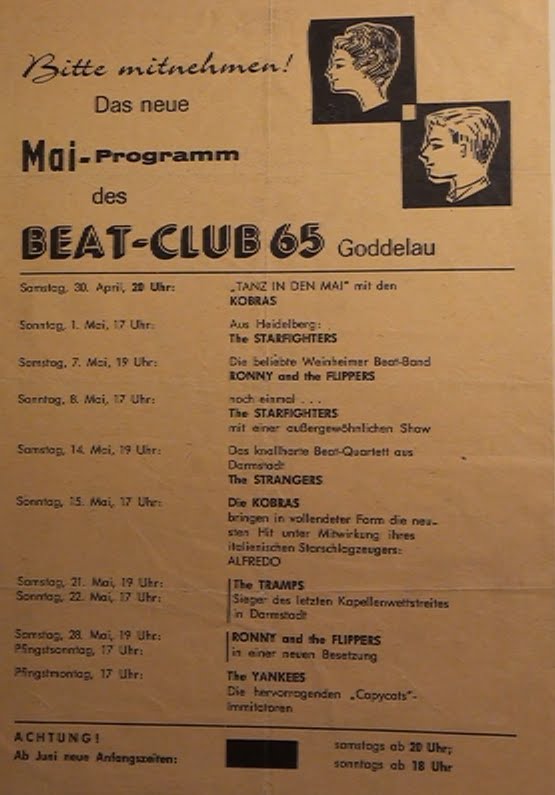 Bitte mitnehmen!
Das neue
Mai-Programm
des
BEAT-CLUB 65 Goddelau
Samstag, 30. April, 20 Uhr: „TANZ IN DEN MAI" mit den
KOBRAS
Sonntag, 1. Mai, 17 Uhr: Aus Heidelberg:
The STARFIGHTERS
Samstag, 7. Mai, 19 Uhr: Die beliebte Weinheimer Beat-Band
RONNY and the FLIPPERS
Sonntag, 8. Mai, 17 Uhr: noch einmal . . .
The STARFIGHTERS
mit einer außergewöhnlichen Show
Samstag, 14. Mai, 19 Uhr: Das knallharte Beat-Quartett aus
Darmstadt
The STRANGERS
Sonntag, 15. Mai, 17 Uhr: Die KOBRAS
bringen in vollendeter Form die neu-
sten Hit unter Mitwirkung ihres
italienischen Starschlagzeugers:
ALFREDO
Samstag, 21. Mai, 19 Uhr: The TRAMPS
Sonntag, 22. Mai, 17 Uhr: Sieger des letzten Kapellenwettstreites
in Darmstadt
Samstag, 28. Mai, 19 Uhr: RONNY and the FLIPPERS
Pfingstsonntag, 17 Uhr: in einer neuen Besetzung
Pfingstmontag, 17 Uhr: The YANKEES
Die hervorragenden „Copycats"-
Immitatoren
ACHTUNG!
Ab Juni neue Anfangszeiten: samstags ab 20 Uhr;
sonntags ab 18 Uhr